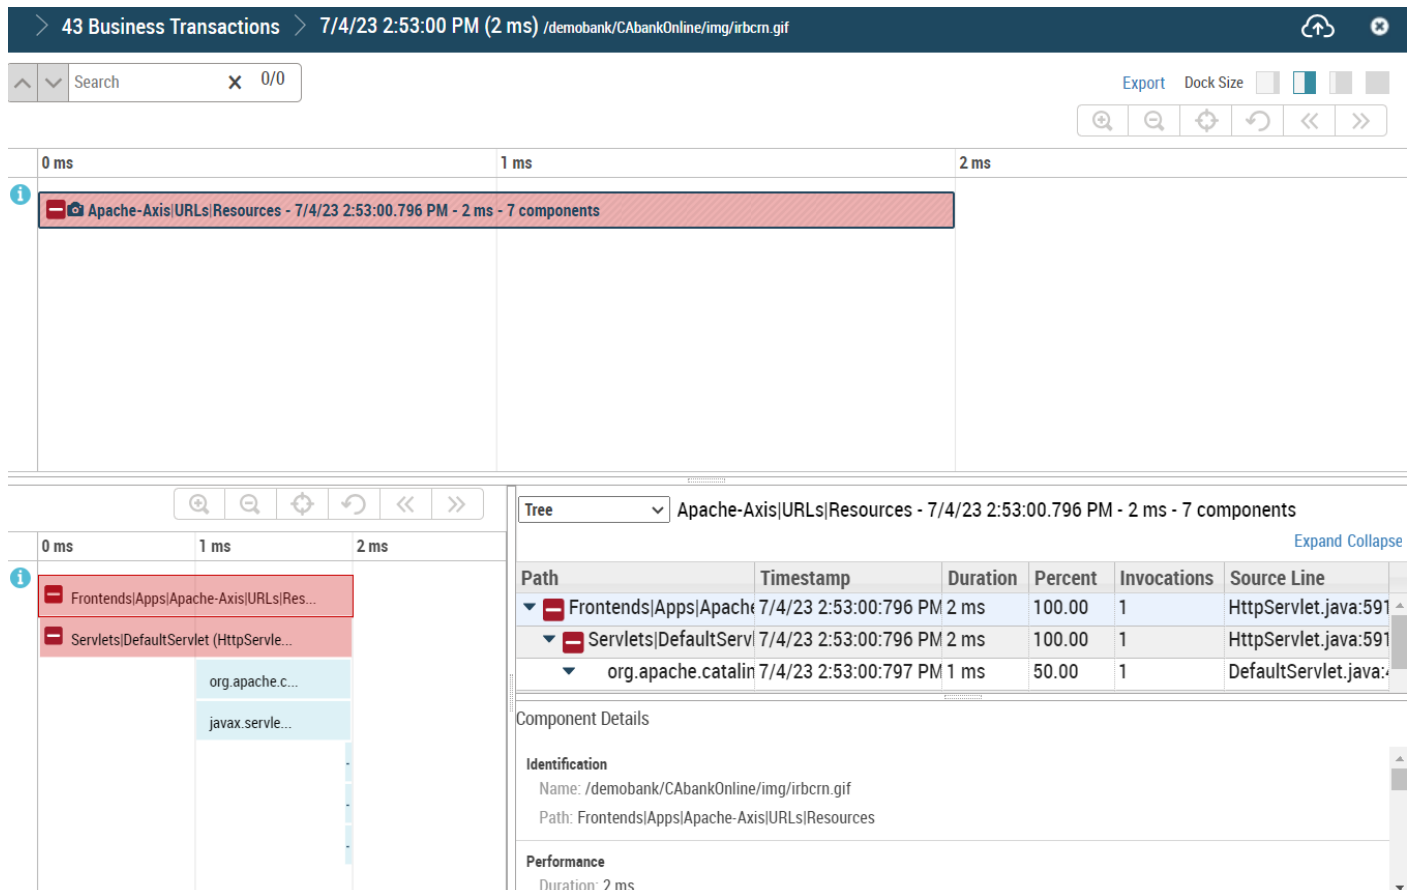 43 Business Transactions 7/4/23 2:53:00 PM (2 ms) /demobank/CAbankOnline/img/irbcrn.gif
Search 0/0
Export Dock Size
0 ms 1 ms 2 ms
Apache-Axis|URLs|Resources - 7/4/23 2:53:00.796 PM - 2 ms - 7 components
Tree Apache-Axis|URLs|Resources - 7/4/23 2:53:00.796 PM - 2 ms - 7 components
Expand Collapse
0 ms 1 ms 2 ms
Frontends|Apps|Apache-Axis|URLs|Res...
Servlets|DefaultServlet (HttpServle...
org.apache.c...
javax.servle...
Path Timestamp Duration Percent Invocations Source Line
Frontends|Apps|Apache 7/4/23 2:53:00:796 PM 2 ms 100.00 1 HttpServlet.java:591
Servlets|DefaultServl 7/4/23 2:53:00:796 PM 2 ms 100.00 1 HttpServlet.java:591
org.apache.catalin 7/4/23 2:53:00:797 PM 1 ms 50.00 1 DefaultServlet.java:4
Component Details
Identification
Name: /demobank/CAbankOnline/img/irbcrn.gif
Path: Frontends|Apps|Apache-Axis|URLs|Resources
Performance
Duration: 2 ms